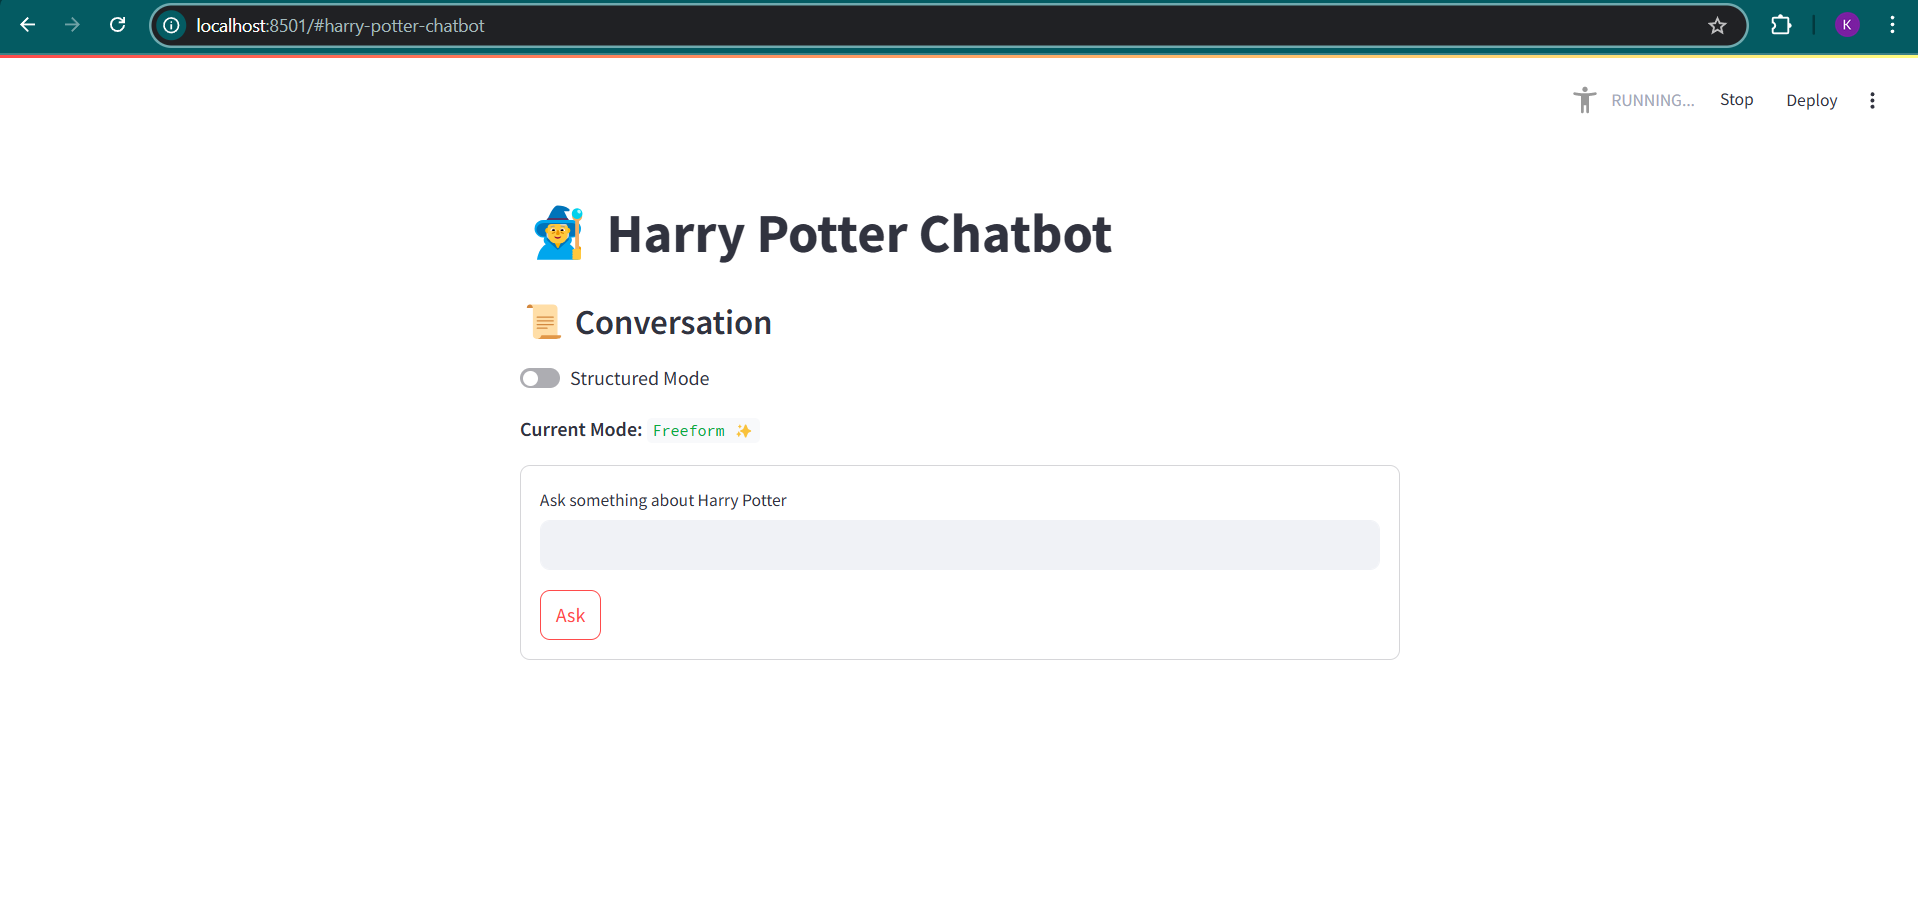 localhost:8501/#harry-potter-chatbot
K
RUNNING...
Stop
Deploy
Harry Potter Chatbot
Conversation
Structured Mode
Current Mode: Freeform ✨
Ask something about Harry Potter
Ask